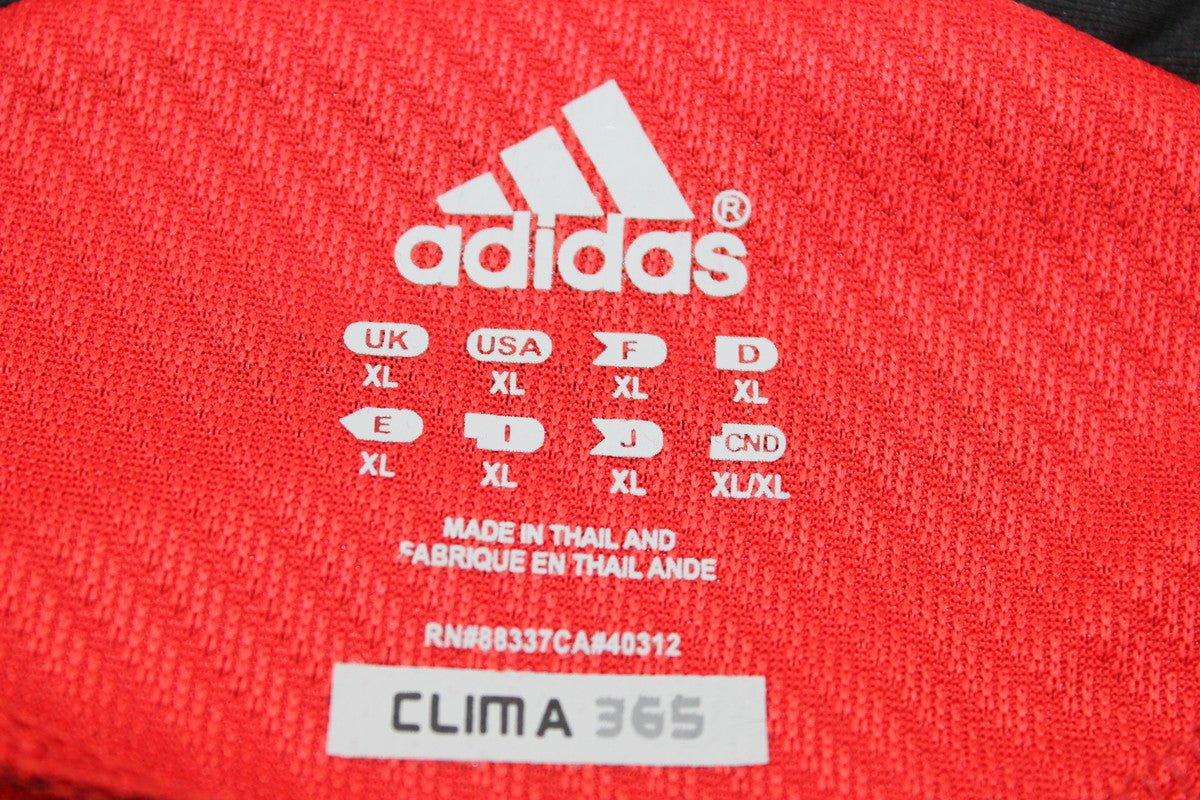 adidas®
UK USA F D
XL XL XL XL
E I J CND
XL XL XL XL/XL
MADE IN THAILAND
FABRIQUE EN THAILANDE
RN#88337CA#40312
CLIMA 365